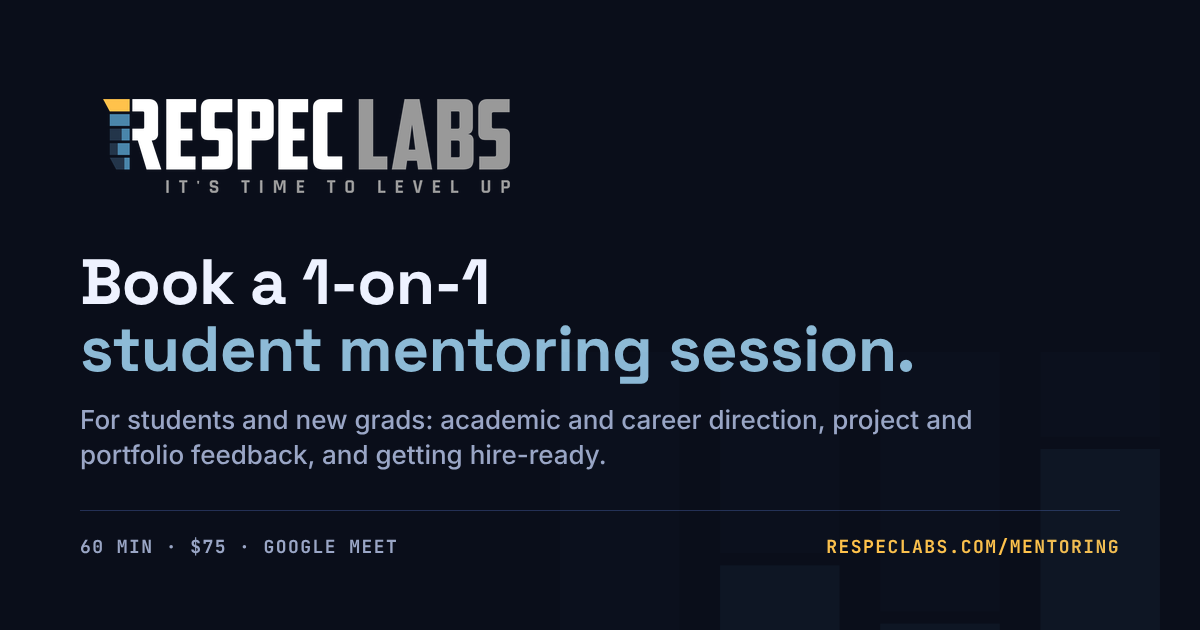 RESPEC LABS
IT'S TIME TO LEVEL UP
Book a 1-on-1
student mentoring session.
For students and new grads: academic and career direction, project and
portfolio feedback, and getting hire-ready.
60 MIN · $75 · GOOGLE MEET
RESPECLABS.COM/MENTORING